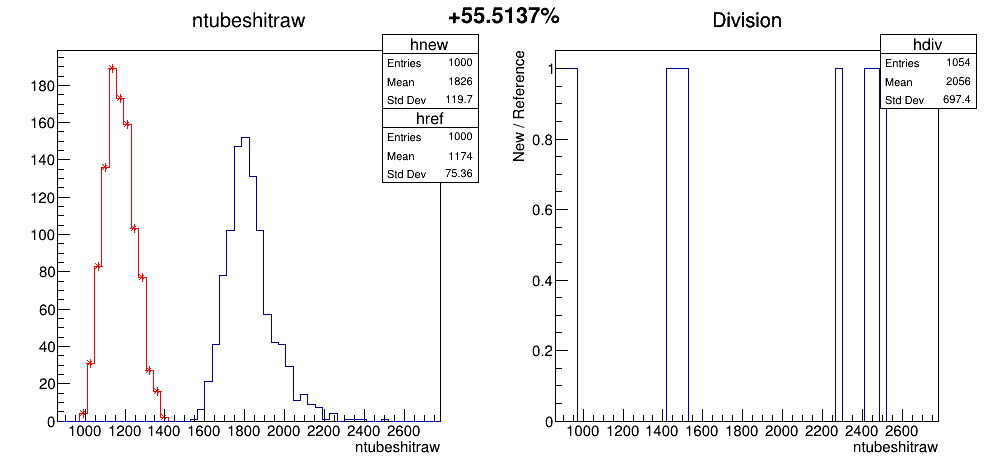 +55.5137%
ntubeshitraw
hnew
Entries 1000
Mean 1826
Std Dev 119.7
href
Entries 1000
Mean 1174
Std Dev 75.36
180
160
140
120
100
80
60
40
20
0
1000 1200 1400 1600 1800 2000 2200 2400 2600
ntubeshitraw
Division
hdiv
Entries 1054
Mean 2056
Std Dev 697.4
New / Reference
1
0.8
0.6
0.4
0.2
0
1000 1200 1400 1600 1800 2000 2200 2400 2600
ntubeshitraw